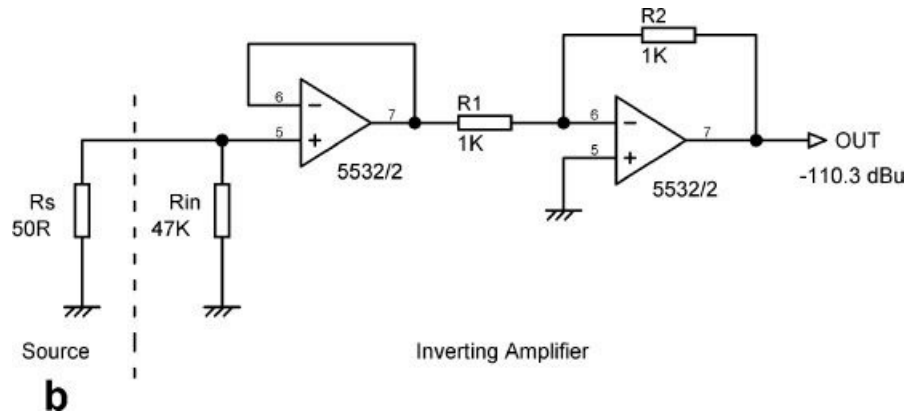 R2
1K
6
7
R1
1K
5
5532/2
6
7
5
5532/2
OUT
-110.3 dBu
Rs
50R
Rin
47K
Source
Inverting Amplifier
b